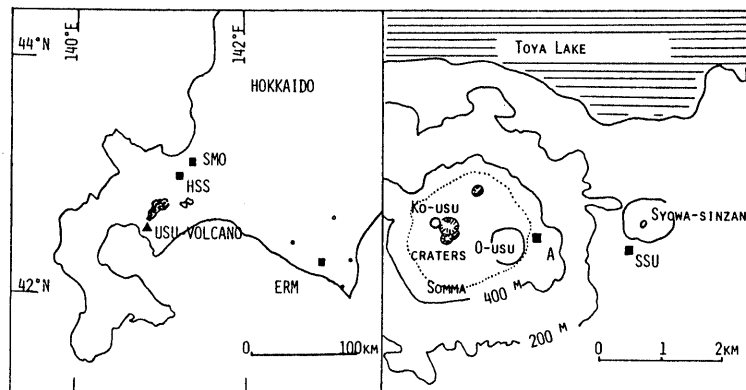 44°N
140°E
142°E
HOKKAIDO
SMO
HSS
USU VOLCANO
ERM
42°N
0 100KM
TOYA LAKE
KO-USU
SYOWA-SINZAN
CRATERS
O-USU
A
SSU
SOMMA
400 M
200 M
0 1 2KM